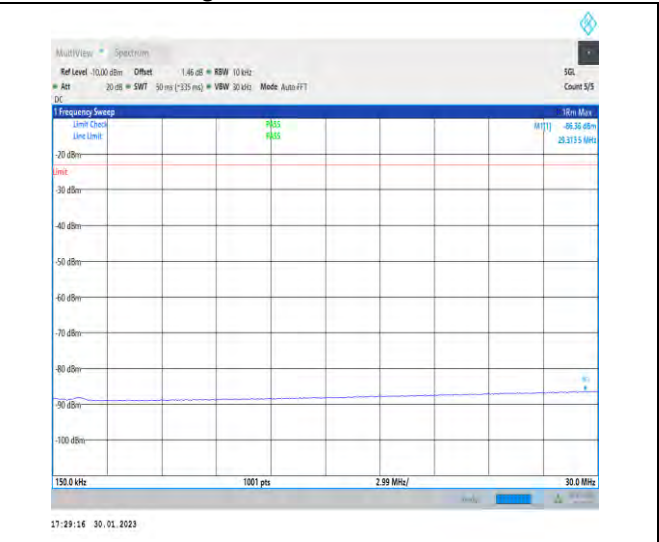 MultiView Spectrum
Ref Level -10.00 dBm Offset 1.46 dB RBW 10 kHz SGL
Att 20 dB SWT 50 ms (~335 ms) VBW 30 kHz Mode Auto FFT Count 5/5
DC
1 Frequency Sweep 1Rm Max
Limit Check PASS M1[1] -86.36 dBm
Line Limit PASS 29.3135 MHz
-20 dBm
Limit
-30 dBm
-40 dBm
-50 dBm
-60 dBm
-70 dBm
-80 dBm
M1
-90 dBm
-100 dBm
150.0 kHz 1001 pts 2.99 MHz/ 30.0 MHz
17:29:16 30.01.2023